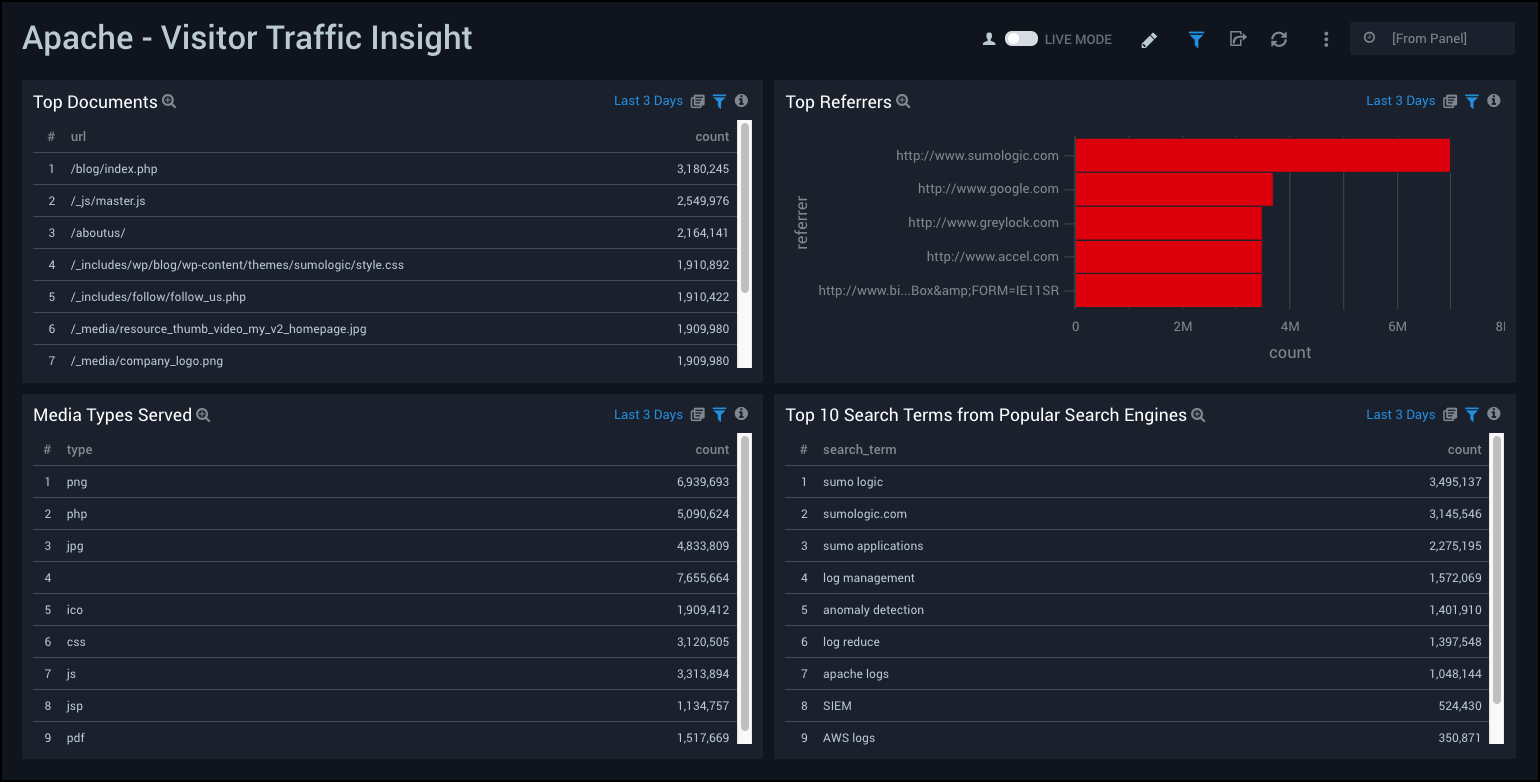 Apache - Visitor Traffic Insight
LIVE MODE
[From Panel]
Top Documents
Last 3 Days
# url count
1 /blog/index.php 3,180,245
2 /_js/master.js 2,549,976
3 /aboutus/ 2,164,141
4 /_includes/wp/blog/wp-content/themes/sumologic/style.css 1,910,892
5 /_includes/follow/follow_us.php 1,910,422
6 /_media/resource_thumb_video_my_v2_homepage.jpg 1,909,980
7 /_media/company_logo.png 1,909,980
Top Referrers
Last 3 Days
referrer
http://www.sumologic.com
http://www.google.com
http://www.greylock.com
http://www.accel.com
http://www.bi...Box&amp;FORM=IE11SR
0 2M 4M 6M
count
Media Types Served
Last 3 Days
# type count
1 png 6,939,693
2 php 5,090,624
3 jpg 4,833,809
4 7,655,664
5 ico 1,909,412
6 css 3,120,505
7 js 3,313,894
8 jsp 1,134,757
9 pdf 1,517,669
Top 10 Search Terms from Popular Search Engines
Last 3 Days
# search_term count
1 sumo logic 3,495,137
2 sumologic.com 3,145,546
3 sumo applications 2,275,195
4 log management 1,572,069
5 anomaly detection 1,401,910
6 log reduce 1,397,548
7 apache logs 1,048,144
8 SIEM 524,430
9 AWS logs 350,871